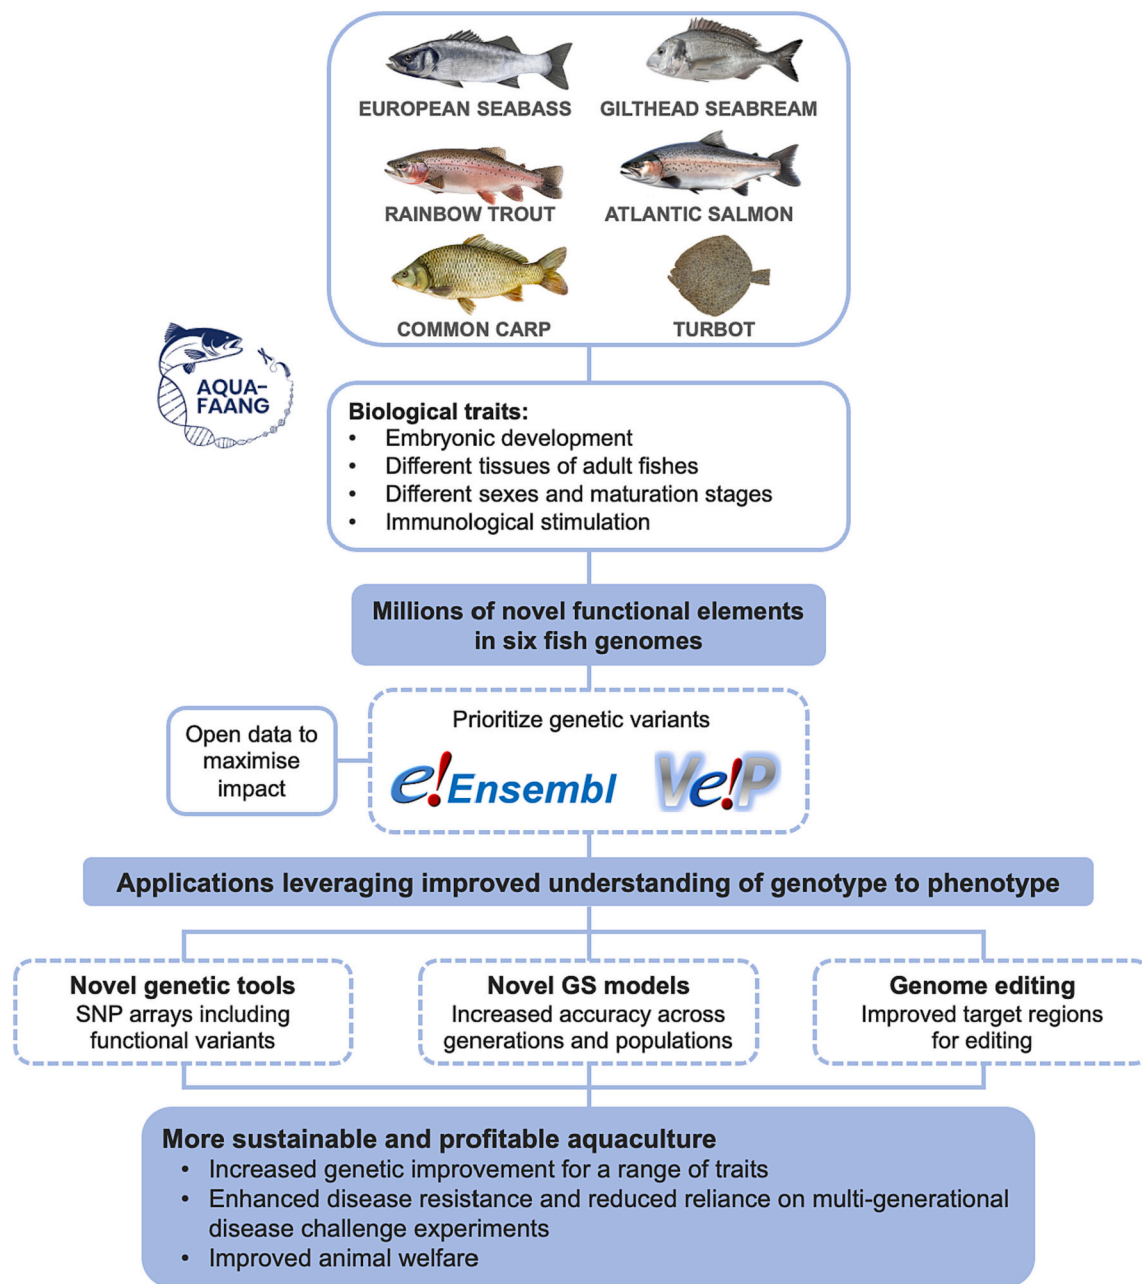 EUROPEAN SEABASS
GILTHEAD SEABREAM
RAINBOW TROUT
ATLANTIC SALMON
COMMON CARP
TURBOT
AQUA-
FAANG
Biological traits:
• Embryonic development
• Different tissues of adult fishes
• Different sexes and maturation stages
• Immunological stimulation
Millions of novel functional elements
in six fish genomes
Open data to
maximise
impact
Prioritize genetic variants
e!Ensembl
Ve!P
Applications leveraging improved understanding of genotype to phenotype
Novel genetic tools
SNP arrays including
functional variants
Novel GS models
Increased accuracy across
generations and populations
Genome editing
Improved target regions
for editing
More sustainable and profitable aquaculture
• Increased genetic improvement for a range of traits
• Enhanced disease resistance and reduced reliance on multi-generational
disease challenge experiments
• Improved animal welfare